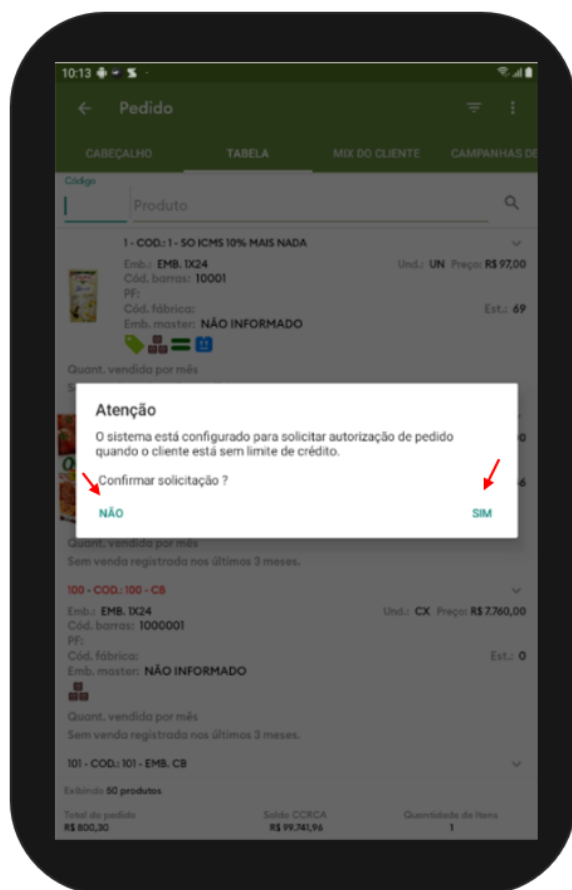 10:13
Pedido
CABEÇALHO TABELA MIX DO CLIENTE CAMPANHAS DE
Código
Produto
1 - COD.: 1 - SO ICMS 10% MAIS NADA
Emb.: EMB. 1X24 Und.: UN Preço: R$ 97,00
Cód. barras: 10001
PF:
Cód. fábrica: Est.: 69
Emb. master: NÃO INFORMADO
Quant. vendida por mês
Atenção
O sistema está configurado para solicitar autorização de pedido
quando o cliente está sem limite de crédito.
Confirmar solicitação ?
NÃO SIM
Quant. vendida por mês
Sem venda registrada nos últimos 3 meses.
100 - COD.: 100 - CB
Emb.: EMB. 1X24 Und.: CX Preço: R$ 7.760,00
Cód. barras: 1000001
PF:
Cód. fábrica: Est.: 0
Emb. master: NÃO INFORMADO
Quant. vendida por mês
Sem venda registrada nos últimos 3 meses.
101 - COD.: 101 - EMB. CB
Exibindo 50 produtos
Total do pedido Saldo CCRCA Quantidade de Itens
R$ 800,30 R$ 99.741,96 1